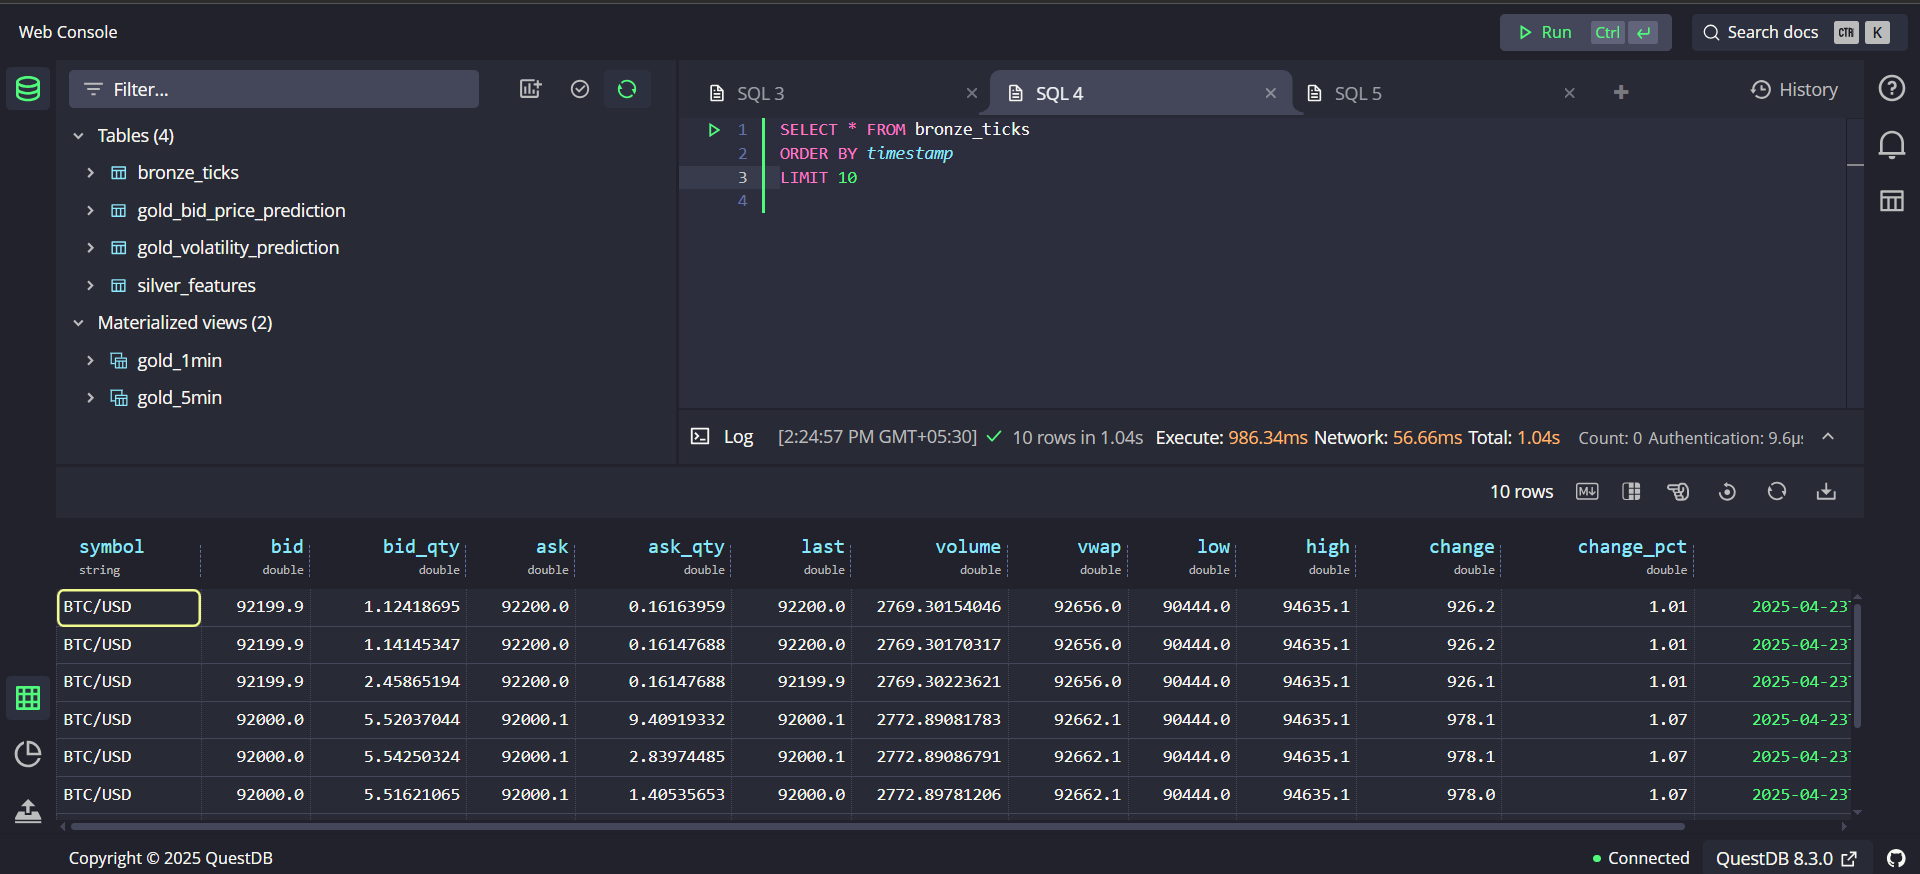 Web Console
Run Ctrl ↵
Search docs CTRL K
Filter...
Tables (4)
bronze_ticks
gold_bid_price_prediction
gold_volatility_prediction
silver_features
Materialized views (2)
gold_1min
gold_5min
SQL 3 SQL 4 SQL 5 History
1 SELECT * FROM bronze_ticks
2 ORDER BY timestamp
3 LIMIT 10
4
Log [2:24:57 PM GMT+05:30] 10 rows in 1.04s Execute: 986.34ms Network: 56.66ms Total: 1.04s Count: 0 Authentication: 9.6µs
10 rows M↓
symbol bid bid_qty ask ask_qty last volume vwap low high change change_pct
string double double double double double double double double double double double
BTC/USD 92199.9 1.12418695 92200.0 0.16163959 92200.0 2769.30154046 92656.0 90444.0 94635.1 926.2 1.01 2025-04-23T
BTC/USD 92199.9 1.14145347 92200.0 0.16147688 92200.0 2769.30170317 92656.0 90444.0 94635.1 926.2 1.01 2025-04-23T
BTC/USD 92199.9 2.45865194 92200.0 0.16147688 92199.9 2769.30223621 92656.0 90444.0 94635.1 926.1 1.01 2025-04-23T
BTC/USD 92000.0 5.52037044 92000.1 9.40919332 92000.1 2772.89081783 92662.1 90444.0 94635.1 978.1 1.07 2025-04-23T
BTC/USD 92000.0 5.54250324 92000.1 2.83974485 92000.1 2772.89086791 92662.1 90444.0 94635.1 978.1 1.07 2025-04-23T
BTC/USD 92000.0 5.51621065 92000.1 1.40535653 92000.0 2772.89781206 92662.1 90444.0 94635.1 978.0 1.07 2025-04-23T
Copyright © 2025 QuestDB
Connected QuestDB 8.3.0